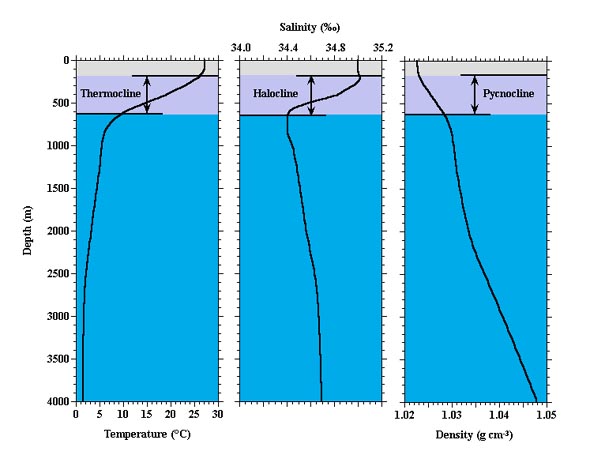 Salinity (‰)
34.0 34.4 34.8 35.2
0
500
1000
1500
2000
2500
3000
3500
4000
Depth (m)
Thermocline
Halocline
Pycnocline
0 5 10 15 20 25 30
1.02 1.03 1.04 1.05
Temperature (°C)
Density (g cm-³)